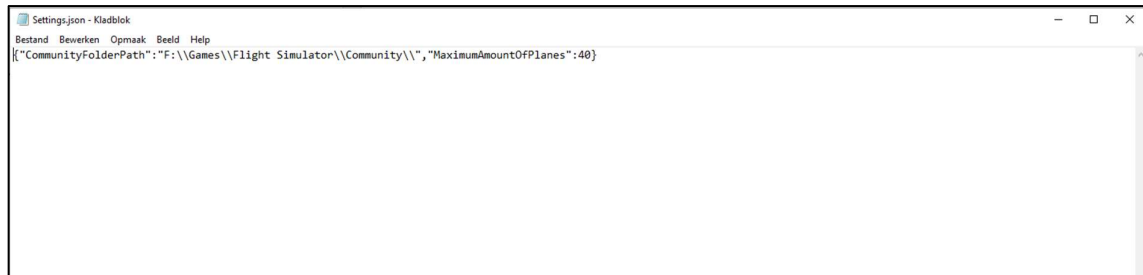 Settings.json - Kladblok
Bestand Bewerken Opmaak Beeld Help
{"CommunityFolderPath":"F:\\Games\\Flight Simulator\\Community\\","MaximumAmountOfPlanes":40}